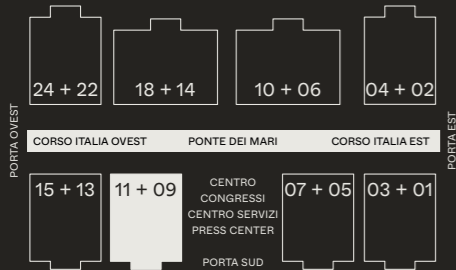 24 + 22
18 + 14
10 + 06
04 + 02
PORTA OVEST
CORSO ITALIA OVEST
PONTE DEI MARI
CORSO ITALIA EST
PORTA EST
15 + 13
11 + 09
CENTRO
CONGRESSI
CENTRO SERVIZI
PRESS CENTER
07 + 05
03 + 01
PORTA SUD